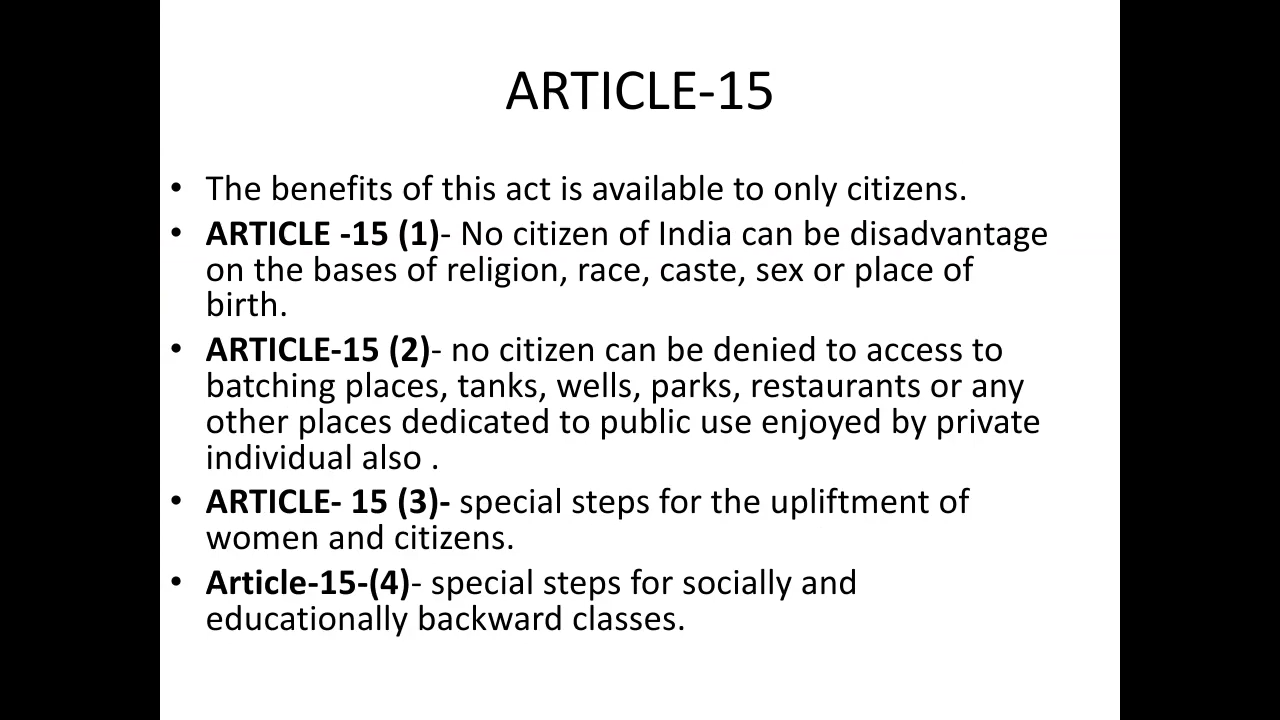 ARTICLE-15
• The benefits of this act is available to only citizens.
• ARTICLE -15 (1)- No citizen of India can be disadvantage
on the bases of religion, race, caste, sex or place of
birth.
• ARTICLE-15 (2)- no citizen can be denied to access to
batching places, tanks, wells, parks, restaurants or any
other places dedicated to public use enjoyed by private
individual also .
• ARTICLE- 15 (3)- special steps for the upliftment of
women and citizens.
• Article-15-(4)- special steps for socially and
educationally backward classes.